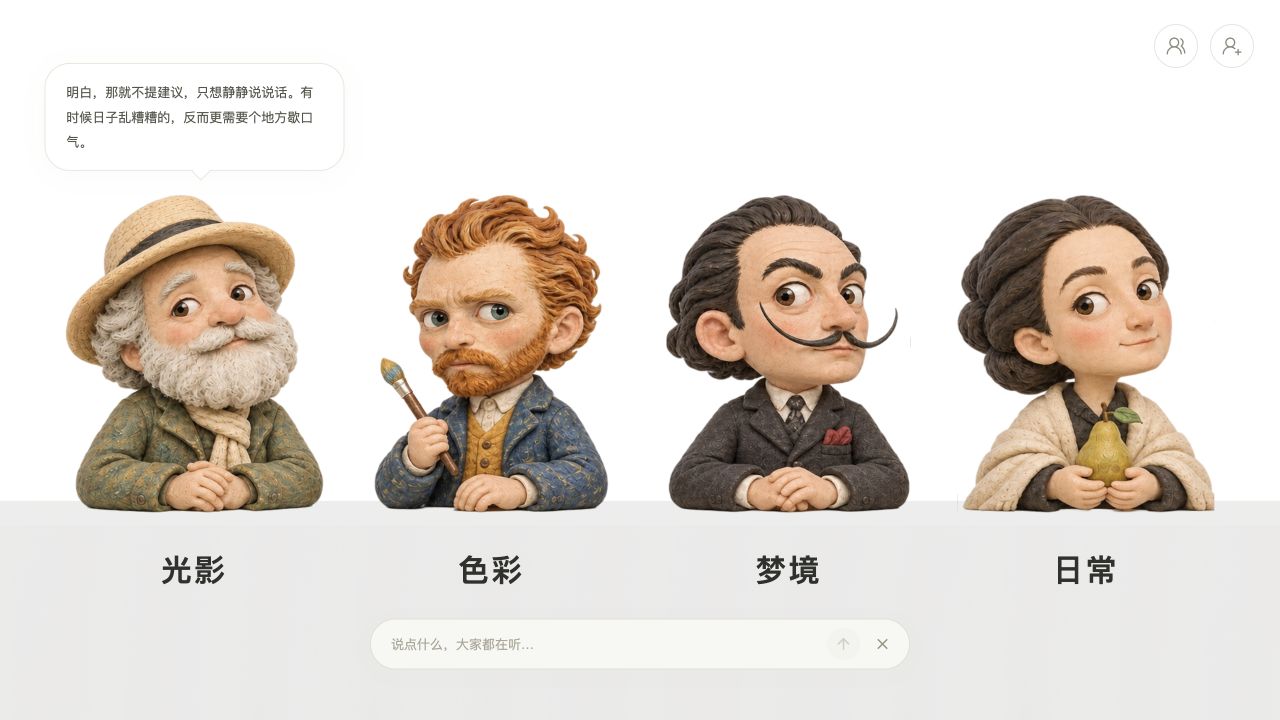 明白，那就不提建议，只想静静说说话。有
时候日子乱糟糟的，反而更需要个地方歇口
气。
光影
色彩
梦境
日常
说点什么，大家都在听...